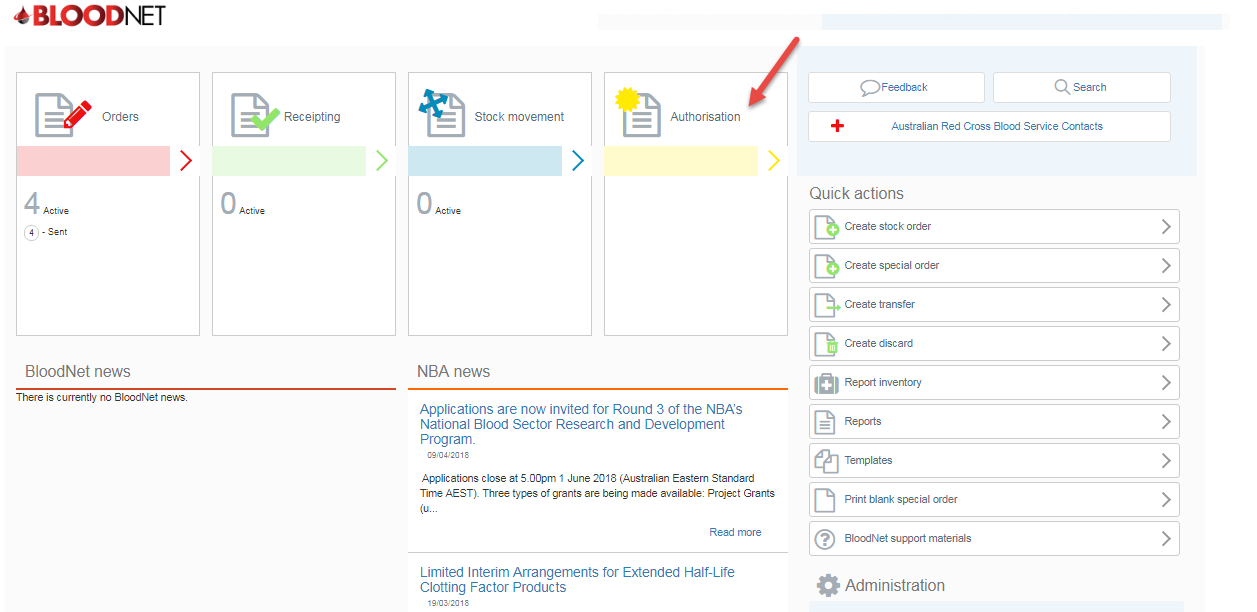 BLOODNET
Orders
Receipting
Stock movement
Authorisation
4 Active
4 - Sent
0 Active
0 Active
Feedback
Search
Australian Red Cross Blood Service Contacts
Quick actions
Create stock order
Create special order
Create transfer
Create discard
Report inventory
Reports
Templates
Print blank special order
BloodNet support materials
Administration
BloodNet news
There is currently no BloodNet news.
NBA news
Applications are now invited for Round 3 of the NBA's
National Blood Sector Research and Development
Program.
09/04/2018
Applications close at 5.00pm 1 June 2018 (Australian Eastern Standard
Time AEST). Three types of grants are being made available: Project Grants
(u...
Read more
Limited Interim Arrangements for Extended Half-Life
Clotting Factor Products
19/03/2018